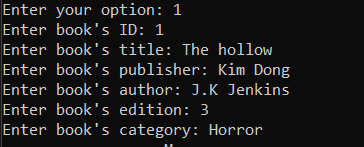 Enter your option: 1
Enter book's ID: 1
Enter book's title: The hollow
Enter book's publisher: Kim Dong
Enter book's author: J.K Jenkins
Enter book's edition: 3
Enter book's category: Horror